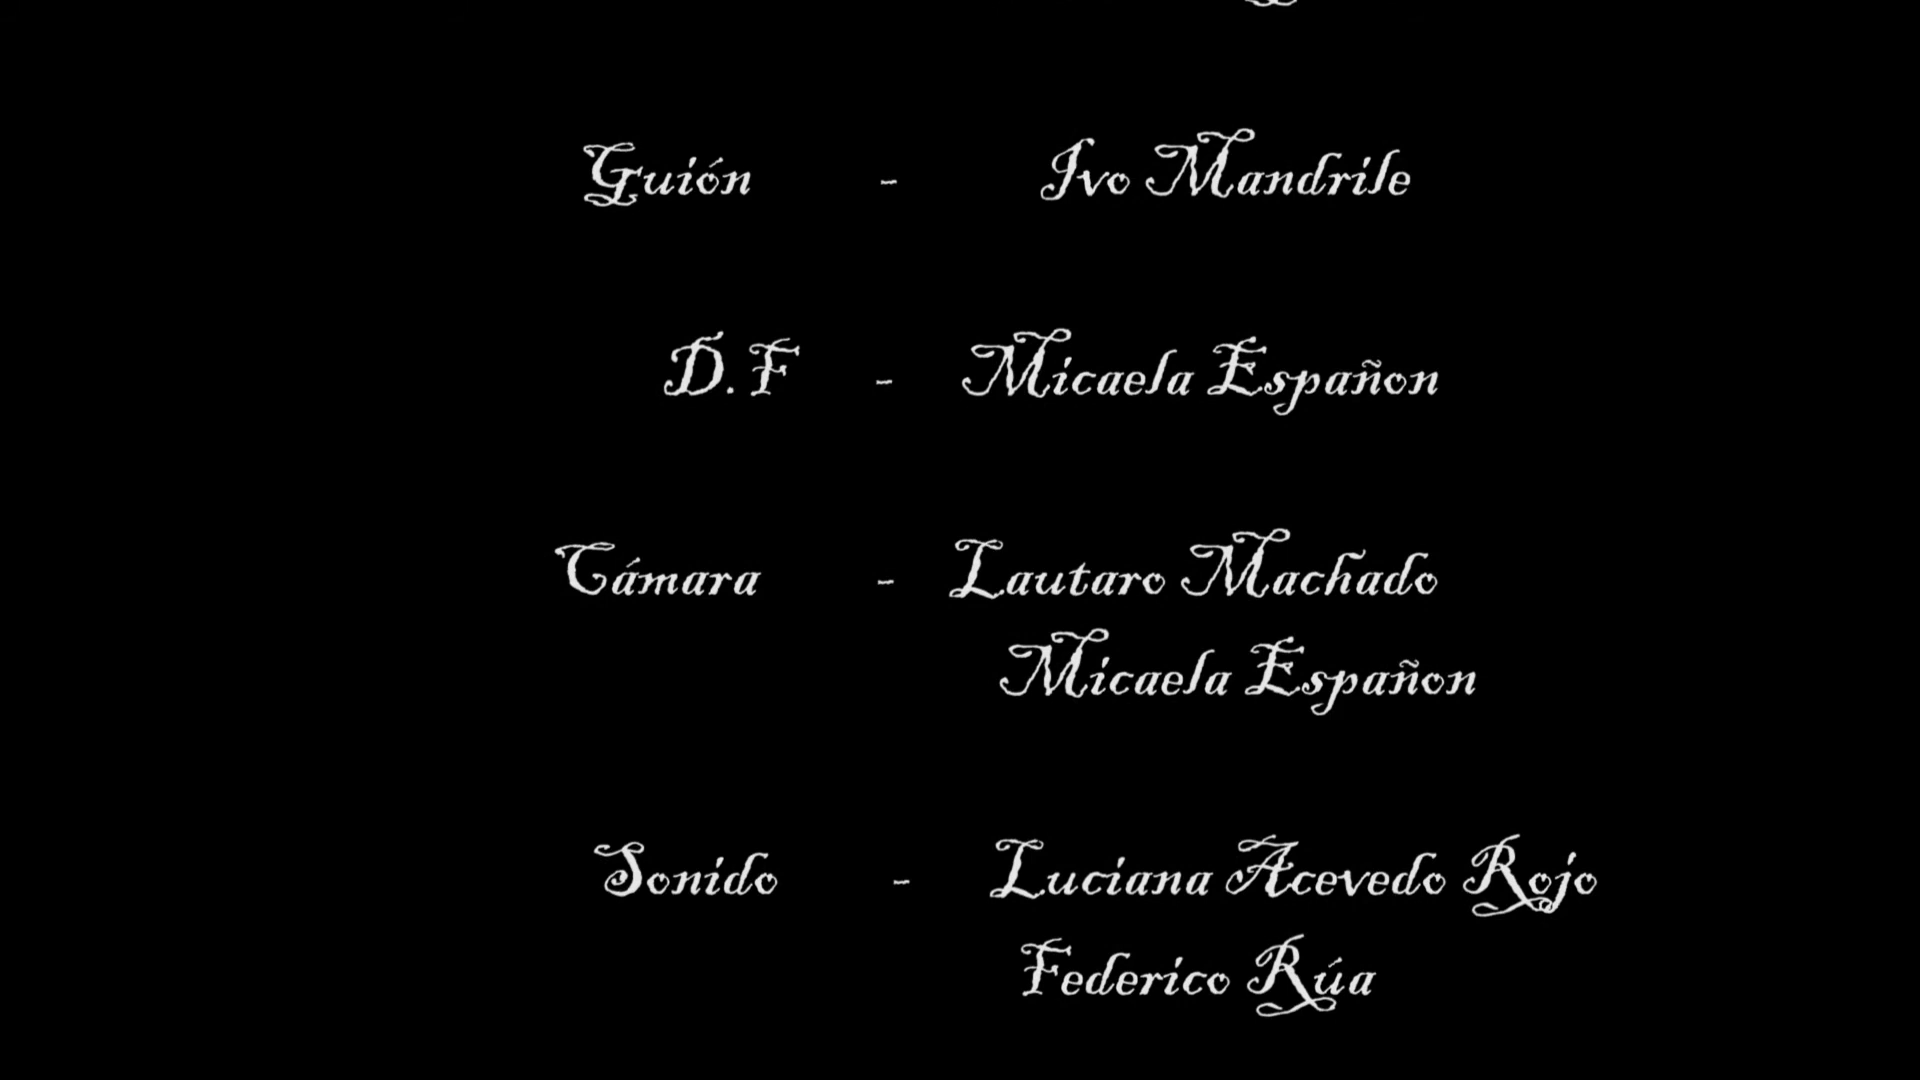 Guión - Ivo Mandrile
D.F - Micaela Españon
Cámara - Lautaro Machado
Micaela Españon
Sonido - Luciana Acevedo Rojo
Federico Rúa